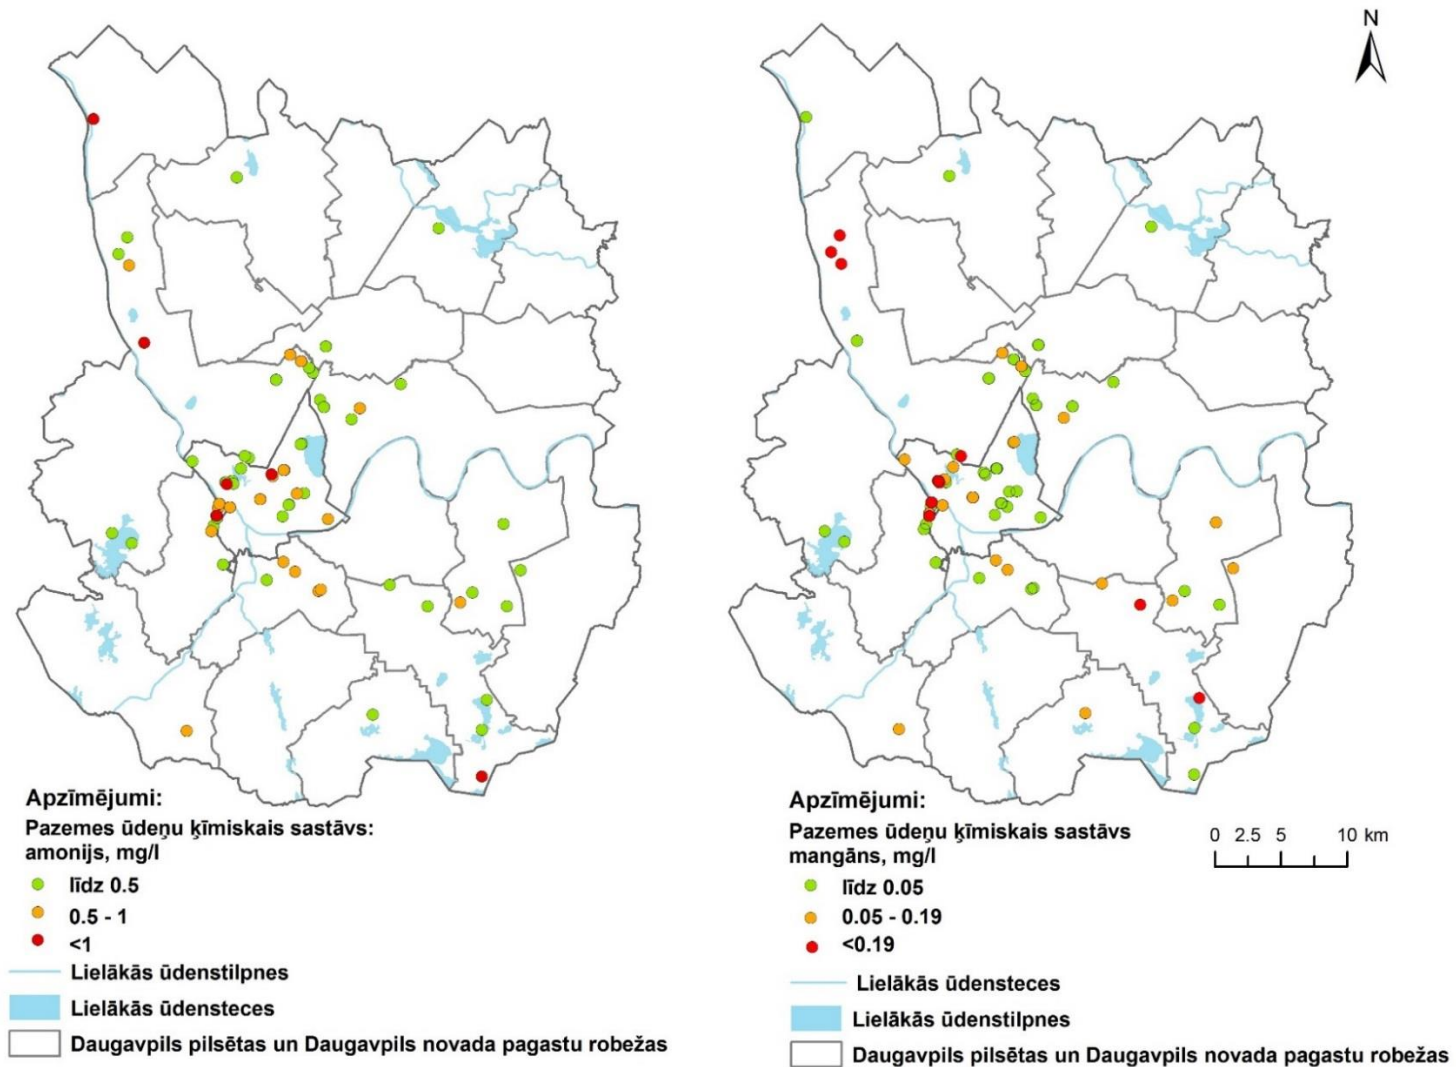 N
Apzīmējumi:
Pazemes ūdeņu ķīmiskais sastāvs:
amonijs, mg/l
līdz 0.5
0.5 - 1
<1
Lielākās ūdenstilpnes
Lielākās ūdensteces
Daugavpils pilsētas un Daugavpils novada pagastu robežas
Apzīmējumi:
Pazemes ūdeņu ķīmiskais sastāvs
mangāns, mg/l
līdz 0.05
0.05 - 0.19
<0.19
Lielākās ūdensteces
Lielākās ūdenstilpnes
Daugavpils pilsētas un Daugavpils novada pagastu robežas
0 2.5 5 10 km